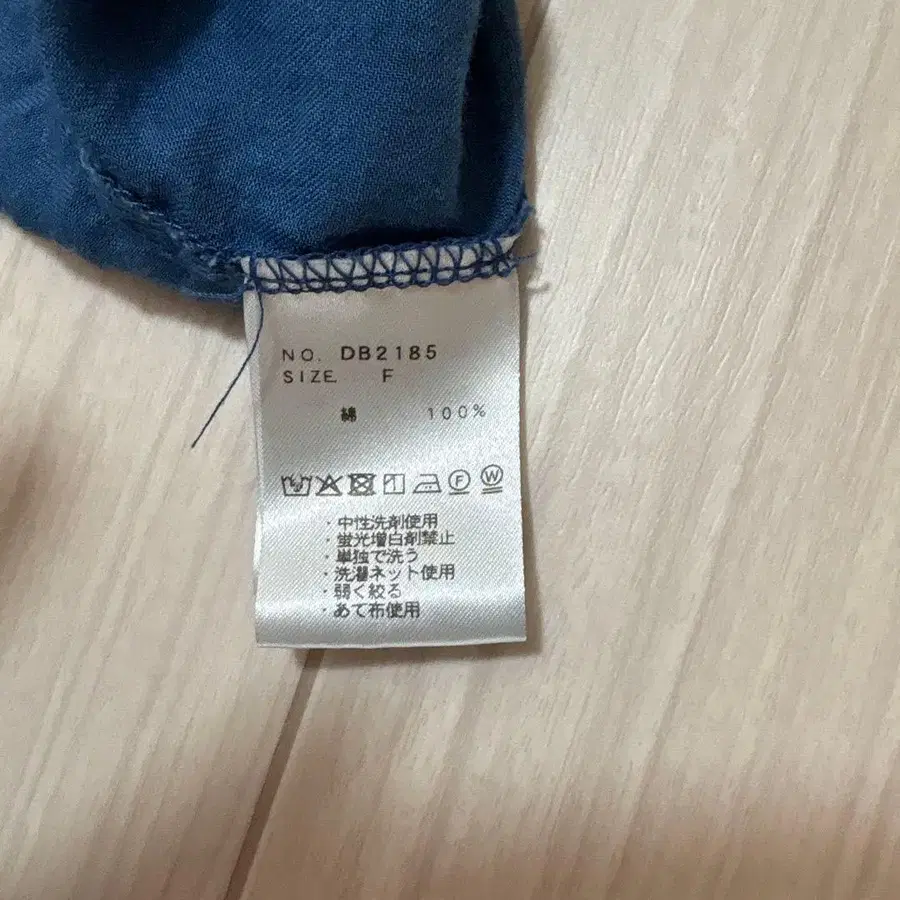 NO. DB2185
SIZE F
綿 100%
F W
・中性洗剤使用
・蛍光増白剤禁止
・単独で洗う
・洗濯ネット使用
・弱く絞る
・あて布使用